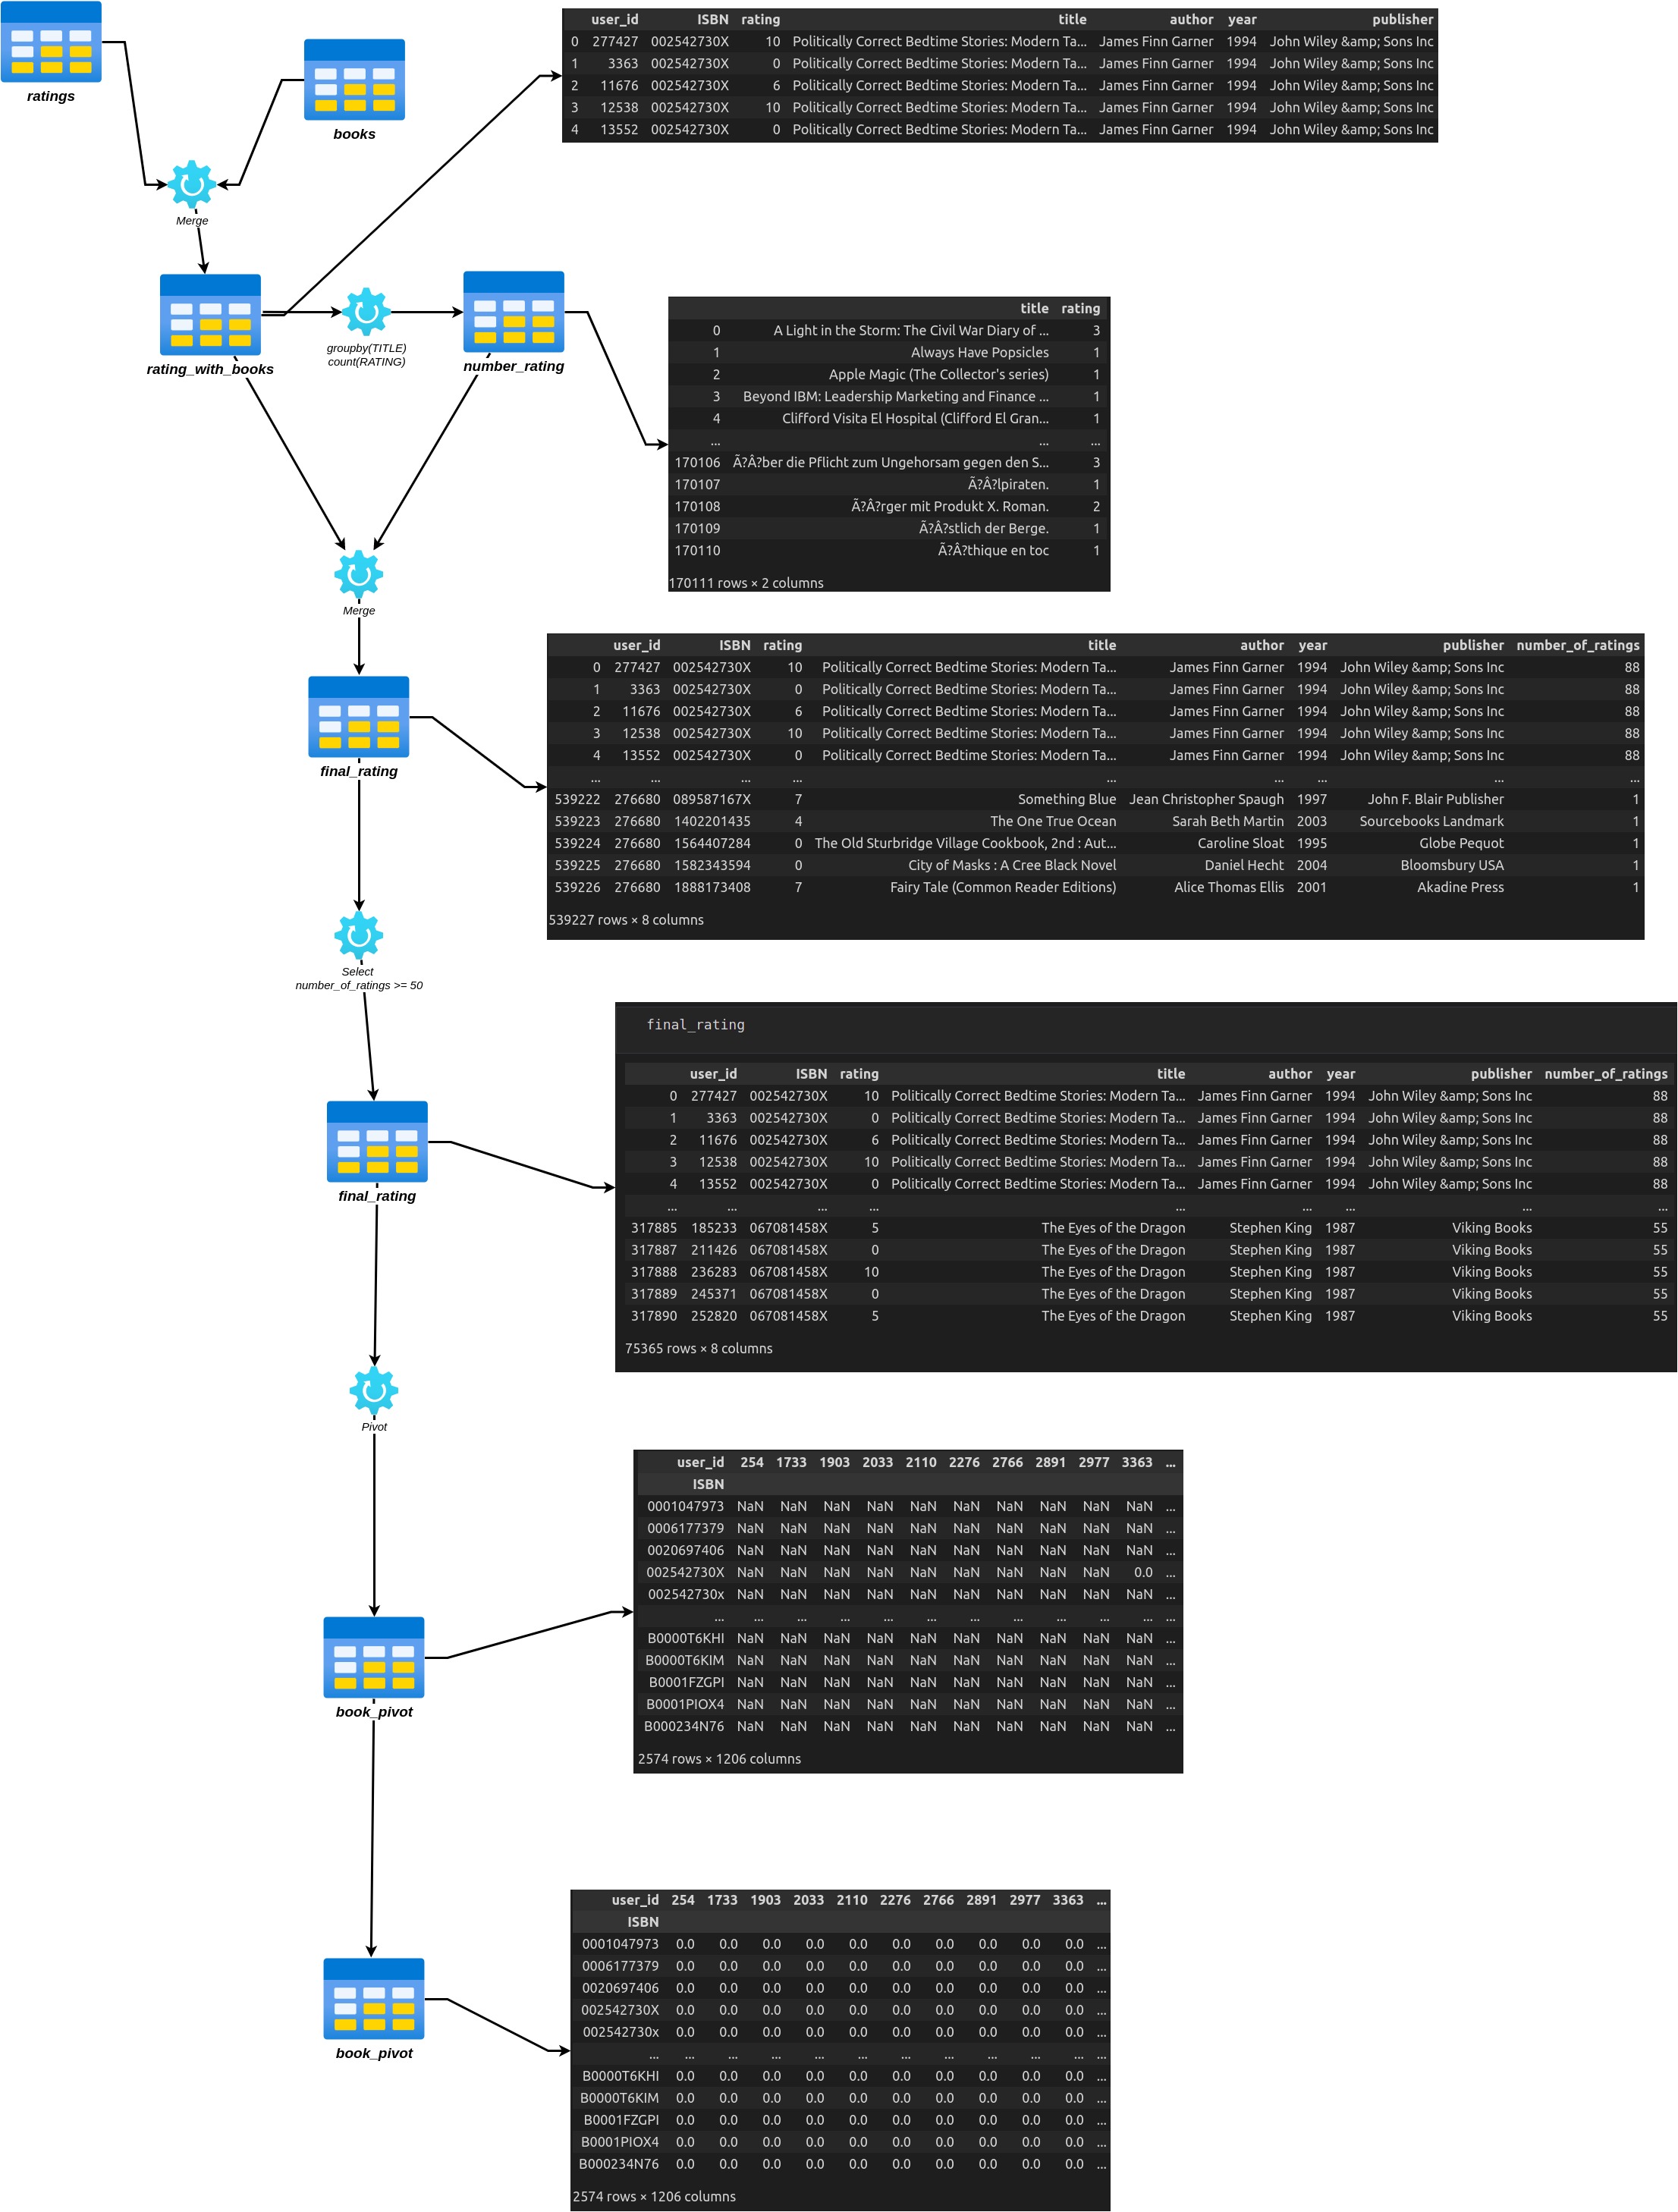 ratings
books
Merge
user_id ISBN rating title author year publisher
0 277427 002542730X 10 Politically Correct Bedtime Stories: Modern Ta... James Finn Garner 1994 John Wiley &amp; Sons Inc
1 3363 002542730X 0 Politically Correct Bedtime Stories: Modern Ta... James Finn Garner 1994 John Wiley &amp; Sons Inc
2 11676 002542730X 6 Politically Correct Bedtime Stories: Modern Ta... James Finn Garner 1994 John Wiley &amp; Sons Inc
3 12538 002542730X 10 Politically Correct Bedtime Stories: Modern Ta... James Finn Garner 1994 John Wiley &amp; Sons Inc
4 13552 002542730X 0 Politically Correct Bedtime Stories: Modern Ta... James Finn Garner 1994 John Wiley &amp; Sons Inc
rating_with_books
groupby(TITLE)
count(RATING)
number_rating
title rating
0 A Light in the Storm: The Civil War Diary of ... 3
1 Always Have Popsicles 1
2 Apple Magic (The Collector's series) 1
3 Beyond IBM: Leadership Marketing and Finance ... 1
4 Clifford Visita El Hospital (Clifford El Gran... 1
... ... ...
170106 Ã?Â?ber die Pflicht zum Ungehorsam gegen den S... 3
170107 Ã?Â?lpiraten. 1
170108 Ã?Â?rger mit Produkt X. Roman. 2
170109 Ã?Â?stlich der Berge. 1
170110 Ã?Â?thique en toc 1
170111 rows × 2 columns
Merge
final_rating
user_id ISBN rating title author year publisher number_of_ratings
0 277427 002542730X 10 Politically Correct Bedtime Stories: Modern Ta... James Finn Garner 1994 John Wiley &amp; Sons Inc 88
1 3363 002542730X 0 Politically Correct Bedtime Stories: Modern Ta... James Finn Garner 1994 John Wiley &amp; Sons Inc 88
2 11676 002542730X 6 Politically Correct Bedtime Stories: Modern Ta... James Finn Garner 1994 John Wiley &amp; Sons Inc 88
3 12538 002542730X 10 Politically Correct Bedtime Stories: Modern Ta... James Finn Garner 1994 John Wiley &amp; Sons Inc 88
4 13552 002542730X 0 Politically Correct Bedtime Stories: Modern Ta... James Finn Garner 1994 John Wiley &amp; Sons Inc 88
... ... ... ... ... ... ... ... ...
539222 276680 089587167X 7 Something Blue Jean Christopher Spaugh 1997 John F. Blair Publisher 1
539223 276680 1402201435 4 The One True Ocean Sarah Beth Martin 2003 Sourcebooks Landmark 1
539224 276680 1564407284 0 The Old Sturbridge Village Cookbook, 2nd : Aut... Caroline Sloat 1995 Globe Pequot 1
539225 276680 1582343594 0 City of Masks : A Cree Black Novel Daniel Hecht 2004 Bloomsbury USA 1
539226 276680 1888173408 7 Fairy Tale (Common Reader Editions) Alice Thomas Ellis 2001 Akadine Press 1
539227 rows × 8 columns
Select
number_of_ratings >= 50
final_rating
final_rating
user_id ISBN rating title author year publisher number_of_ratings
0 277427 002542730X 10 Politically Correct Bedtime Stories: Modern Ta... James Finn Garner 1994 John Wiley &amp; Sons Inc 88
1 3363 002542730X 0 Politically Correct Bedtime Stories: Modern Ta... James Finn Garner 1994 John Wiley &amp; Sons Inc 88
2 11676 002542730X 6 Politically Correct Bedtime Stories: Modern Ta... James Finn Garner 1994 John Wiley &amp; Sons Inc 88
3 12538 002542730X 10 Politically Correct Bedtime Stories: Modern Ta... James Finn Garner 1994 John Wiley &amp; Sons Inc 88
4 13552 002542730X 0 Politically Correct Bedtime Stories: Modern Ta... James Finn Garner 1994 John Wiley &amp; Sons Inc 88
... ... ... ... ... ... ... ... ...
317885 185233 067081458X 5 The Eyes of the Dragon Stephen King 1987 Viking Books 55
317887 211426 067081458X 0 The Eyes of the Dragon Stephen King 1987 Viking Books 55
317888 236283 067081458X 10 The Eyes of the Dragon Stephen King 1987 Viking Books 55
317889 245371 067081458X 0 The Eyes of the Dragon Stephen King 1987 Viking Books 55
317890 252820 067081458X 5 The Eyes of the Dragon Stephen King 1987 Viking Books 55
75365 rows × 8 columns
Pivot
book_pivot
user_id 254 1733 1903 2033 2110 2276 2766 2891 2977 3363 ...
ISBN
0001047973 NaN NaN NaN NaN NaN NaN NaN NaN NaN NaN ...
0006177379 NaN NaN NaN NaN NaN NaN NaN NaN NaN NaN ...
0020697406 NaN NaN NaN NaN NaN NaN NaN NaN NaN NaN ...
002542730X NaN NaN NaN NaN NaN NaN NaN NaN NaN 0.0 ...
002542730x NaN NaN NaN NaN NaN NaN NaN NaN NaN NaN ...
... ... ... ... ... ... ... ... ... ... ... ...
B0000T6KHI NaN NaN NaN NaN NaN NaN NaN NaN NaN NaN ...
B0000T6KIM NaN NaN NaN NaN NaN NaN NaN NaN NaN NaN ...
B0001FZGPI NaN NaN NaN NaN NaN NaN NaN NaN NaN NaN ...
B0001PIOX4 NaN NaN NaN NaN NaN NaN NaN NaN NaN NaN ...
B000234N76 NaN NaN NaN NaN NaN NaN NaN NaN NaN NaN ...
2574 rows × 1206 columns
book_pivot
user_id 254 1733 1903 2033 2110 2276 2766 2891 2977 3363 ...
ISBN
0001047973 0.0 0.0 0.0 0.0 0.0 0.0 0.0 0.0 0.0 0.0 ...
0006177379 0.0 0.0 0.0 0.0 0.0 0.0 0.0 0.0 0.0 0.0 ...
0020697406 0.0 0.0 0.0 0.0 0.0 0.0 0.0 0.0 0.0 0.0 ...
002542730X 0.0 0.0 0.0 0.0 0.0 0.0 0.0 0.0 0.0 0.0 ...
002542730x 0.0 0.0 0.0 0.0 0.0 0.0 0.0 0.0 0.0 0.0 ...
... ... ... ... ... ... ... ... ... ... ... ...
B0000T6KHI 0.0 0.0 0.0 0.0 0.0 0.0 0.0 0.0 0.0 0.0 ...
B0000T6KIM 0.0 0.0 0.0 0.0 0.0 0.0 0.0 0.0 0.0 0.0 ...
B0001FZGPI 0.0 0.0 0.0 0.0 0.0 0.0 0.0 0.0 0.0 0.0 ...
B0001PIOX4 0.0 0.0 0.0 0.0 0.0 0.0 0.0 0.0 0.0 0.0 ...
B000234N76 0.0 0.0 0.0 0.0 0.0 0.0 0.0 0.0 0.0 0.0 ...
2574 rows × 1206 columns